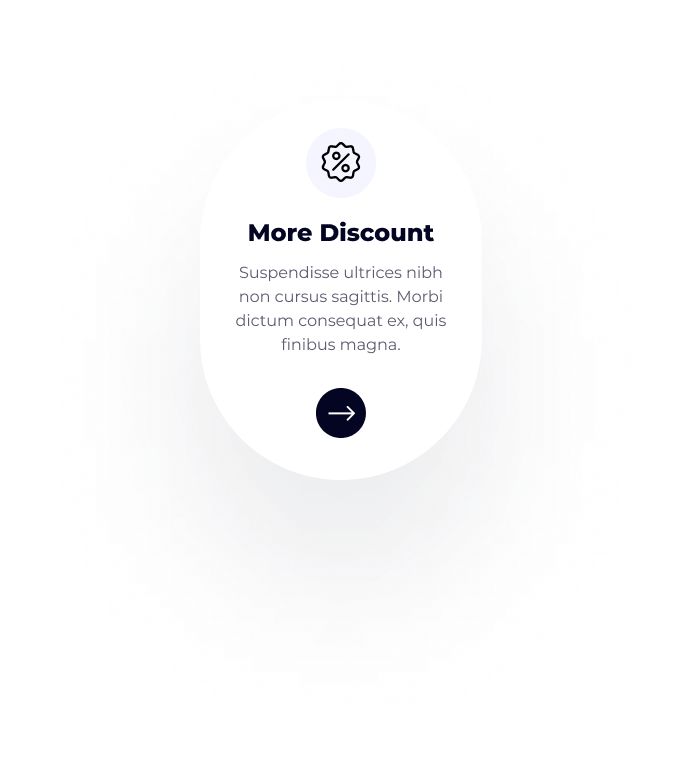 More Discount
Suspendisse ultrices nibh
non cursus sagittis. Morbi
dictum consequat ex, quis
finibus magna.